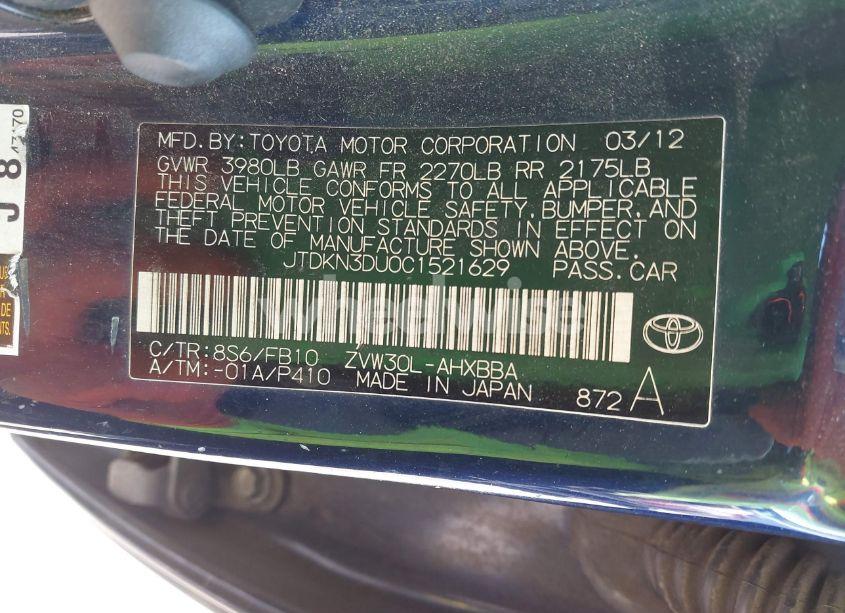 MFD.BY:TOYOTA MOTOR CORPORATION 03/12
GVWR 3980LB GAWR FR 2270LB RR 2175LB
THIS VEHICLE CONFORMS TO ALL APPLICABLE
FEDERAL MOTOR VEHICLE SAFETY,BUMPER,AND
THEFT PREVENTION STANDARDS IN EFFECT ON
THE DATE OF MANUFACTURE SHOWN ABOVE.
JTDKN3DU0C1521629 PASS.CAR
wheelwise
C/TR:8S6/FB10 ZVW30L-AHXBBA
A/TM:-01A/P410 MADE IN JAPAN 872 A
J 8